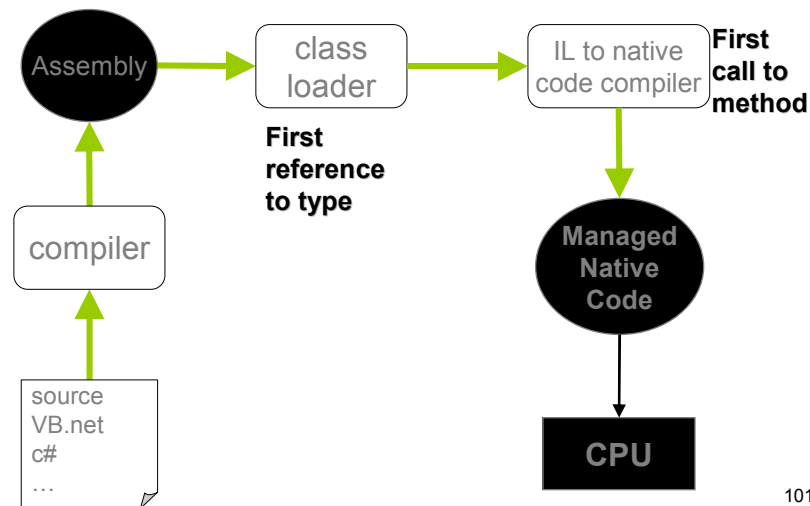 Assembly
class
loader
IL to native
code compiler
First
call to
method
First
reference
to type
compiler
Managed
Native
Code
source
VB.net
c#
…
CPU
101